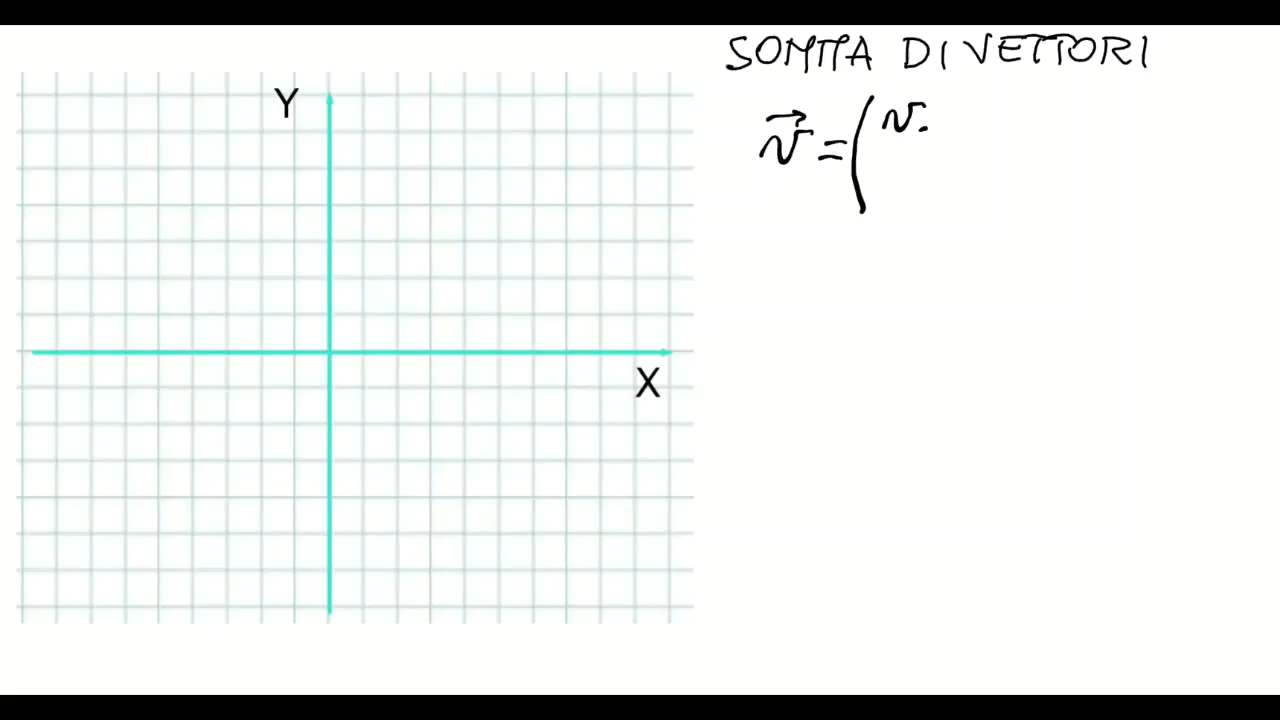 SOMMA DI VETTORI
Y
v⃗ = ( v
X